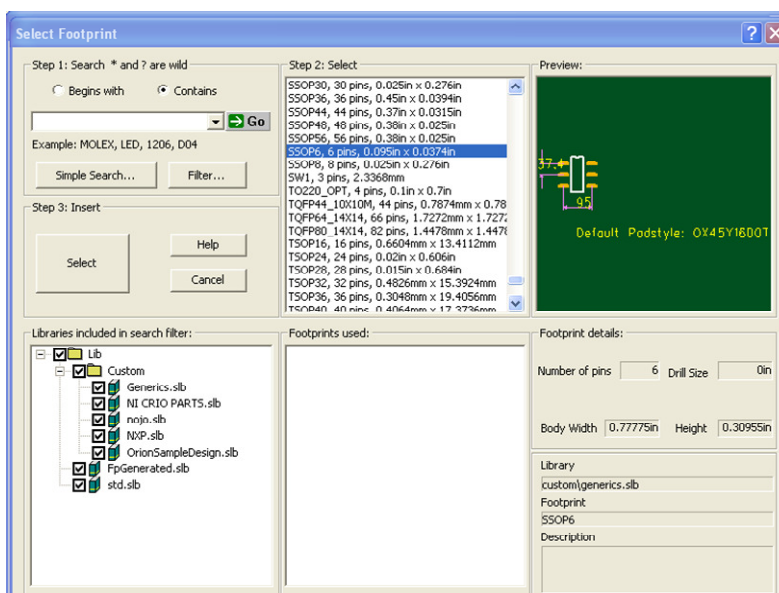 Select Footprint
Step 1: Search * and ? are wild
Begins with
Contains
Go
Example: MOLEX, LED, 1206, D04
Simple Search...
Filter...
Step 3: Insert
Select
Help
Cancel
Step 2: Select
SSOP30, 30 pins, 0.025in x 0.276in
SSOP36, 36 pins, 0.45in x 0.0394in
SSOP44, 44 pins, 0.37in x 0.0315in
SSOP48, 48 pins, 0.38in x 0.025in
SSOP56, 56 pins, 0.38in x 0.025in
SSOP6, 6 pins, 0.095in x 0.0374in
SSOP8, 8 pins, 0.025in x 0.276in
SW1, 3 pins, 2.3368mm
TO220_OPT, 4 pins, 0.1in x 0.7in
TQFP44_10X10M, 44 pins, 0.7874mm x 0.78
TQFP64_14X14, 66 pins, 1.7272mm x 1.7272
TQFP80_14X14, 82 pins, 1.4478mm x 1.4478
TSOP16, 16 pins, 0.6604mm x 13.4112mm
TSOP24, 24 pins, 0.02in x 0.606in
TSOP28, 28 pins, 0.015in x 0.684in
TSOP32, 32 pins, 0.4826mm x 15.3924mm
TSOP36, 36 pins, 0.3048mm x 19.4056mm
TSOP40, 40 pins, 0.4064mm x 17.3736mm
Preview:
37.4
95
Default Padstyle: OX45Y16D0T
Libraries included in search filter:
Lib
Custom
Generics.slb
NI CRIO PARTS.slb
nojo.slb
NXP.slb
OrionSampleDesign.slb
FpGenerated.slb
std.slb
Footprints used:
Footprint details:
Number of pins 6 Drill Size 0in
Body Width 0.77775in Height 0.30955in
Library
custom\generics.slb
Footprint
SSOP6
Description